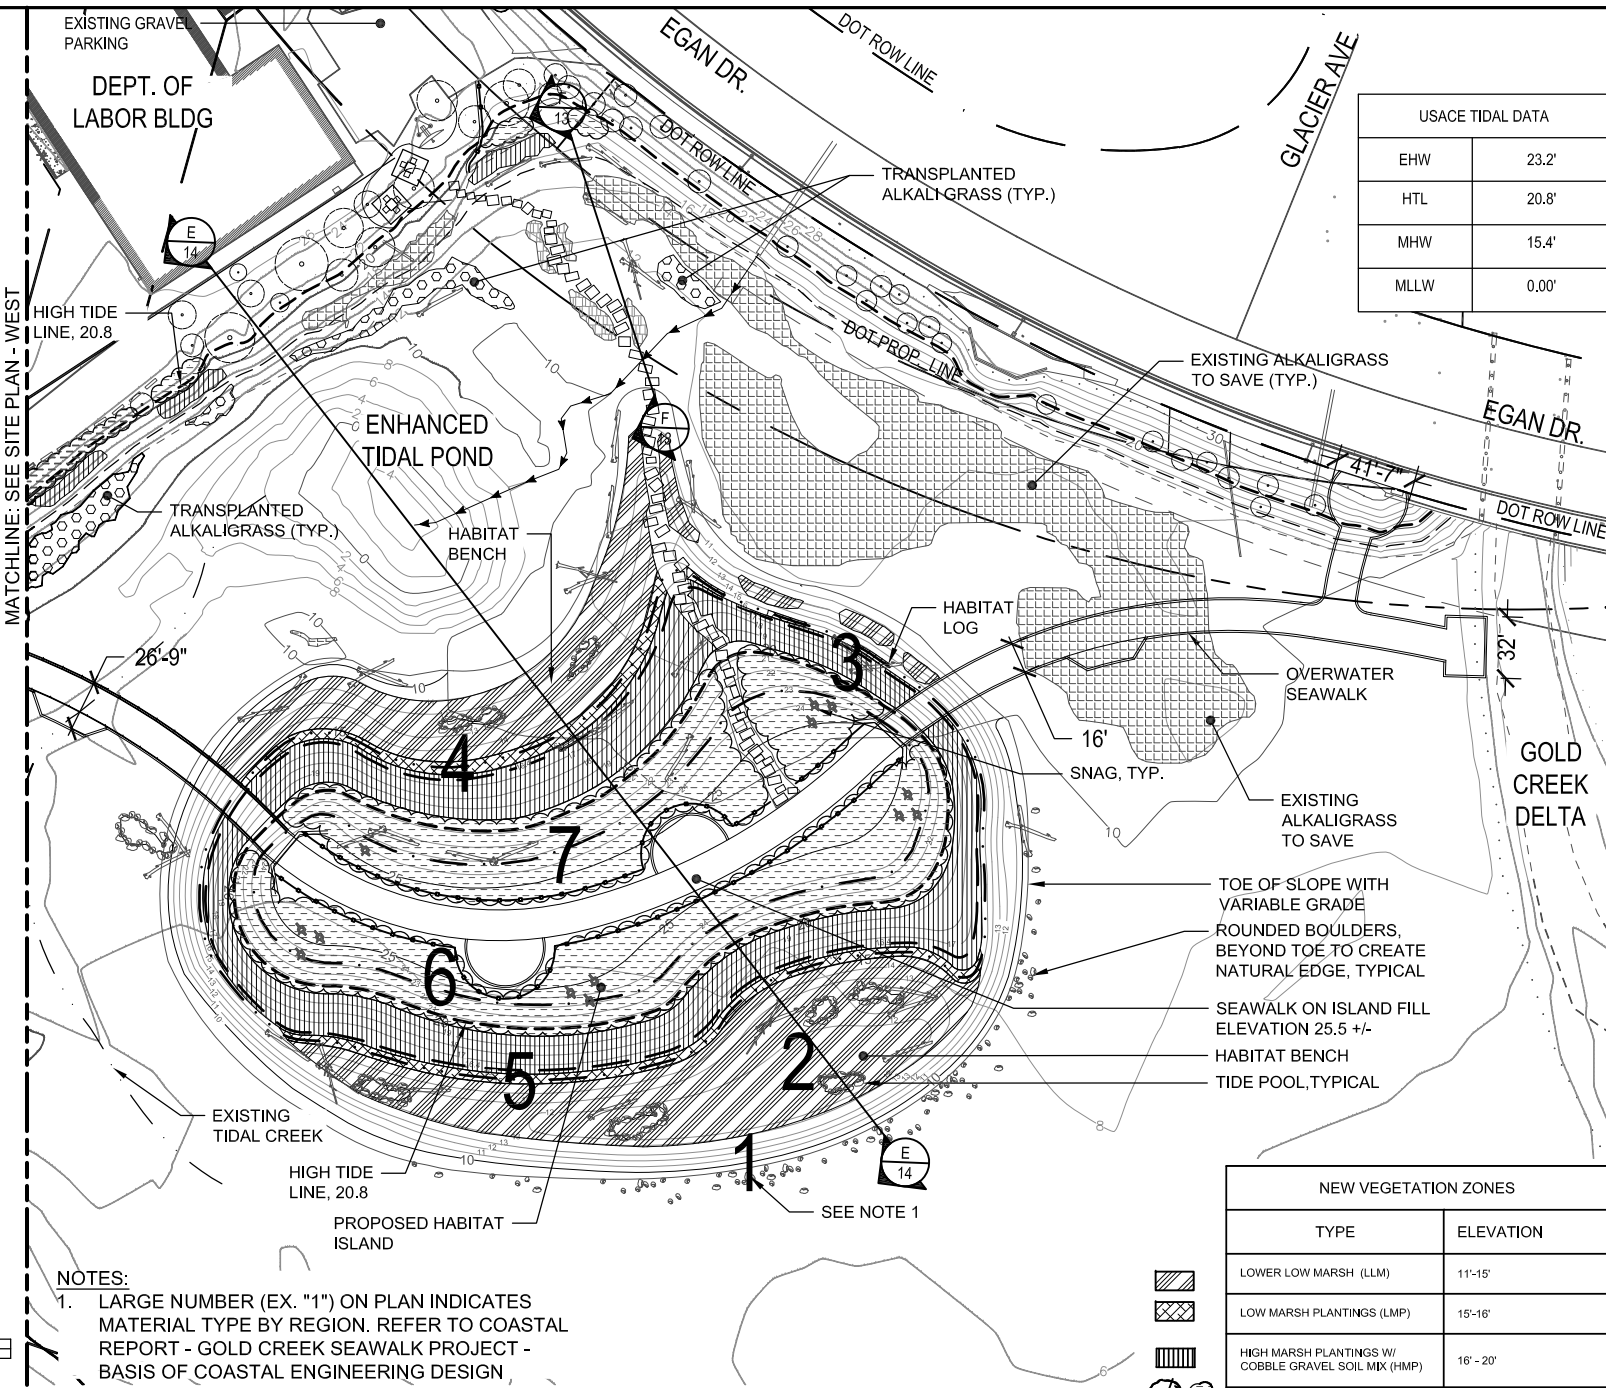 EXISTING GRAVEL
PARKING
DEPT. OF
LABOR BLDG
EGAN DR.
DOT ROW LINE
GLACIER AVE.
13
DOT ROW LINE
TRANSPLANTED
ALKALI GRASS (TYP.)
USACE TIDAL DATA
EHW 23.2'
HTL 20.8'
MHW 15.4'
MLLW 0.00'
E
14
MATCHLINE: SEE SITE PLAN - WEST
HIGH TIDE
LINE, 20.8
DOT PROP. LINE
EXISTING ALKALIGRASS
TO SAVE (TYP.)
ENHANCED
TIDAL POND
F
EGAN DR.
41'-7"
DOT ROW LINE
TRANSPLANTED
ALKALIGRASS (TYP.)
HABITAT
BENCH
HABITAT
LOG
32'
26'-9"
OVERWATER
SEAWALK
3
4
16'
SNAG, TYP.
GOLD
CREEK
DELTA
EXISTING
ALKALIGRASS
TO SAVE
7
TOE OF SLOPE WITH
VARIABLE GRADE
ROUNDED BOULDERS,
BEYOND TOE TO CREATE
NATURAL EDGE, TYPICAL
6
SEAWALK ON ISLAND FILL
ELEVATION 25.5 +/-
HABITAT BENCH
TIDE POOL,TYPICAL
5
2
EXISTING
TIDAL CREEK
HIGH TIDE
LINE, 20.8
1
E
14
PROPOSED HABITAT
ISLAND
SEE NOTE 1
NOTES:
1. LARGE NUMBER (EX. "1") ON PLAN INDICATES
MATERIAL TYPE BY REGION. REFER TO COASTAL
REPORT - GOLD CREEK SEAWALK PROJECT -
BASIS OF COASTAL ENGINEERING DESIGN
NEW VEGETATION ZONES
TYPE ELEVATION
LOWER LOW MARSH (LLM) 11'-15'
LOW MARSH PLANTINGS (LMP) 15'-16'
HIGH MARSH PLANTINGS W/
COBBLE GRAVEL SOIL MIX (HMP) 16' - 20'